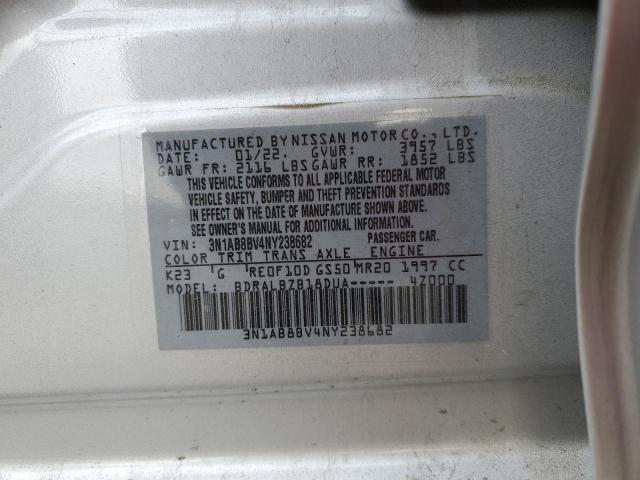 MANUFACTURED BY NISSAN MOTOR CO., LTD.
DATE: 01/22. GVWR: 3957 LBS
GAWR FR: 2116 LBS GAWR RR: 1852 LBS
THIS VEHICLE CONFORMS TO ALL APPLICABLE FEDERAL MOTOR
VEHICLE SAFETY, BUMPER AND THEFT PREVENTION STANDARDS
IN EFFECT ON THE DATE OF MANUFACTURE SHOWN ABOVE.
SEE OWNER'S MANUAL FOR ADDITIONAL INFORMATION.
VIN: 3N1AB8BV4NY238682 PASSENGER CAR.
COLOR TRIM TRANS AXLE ENGINE
K23 G RE0F10D GS50 MR20 1997 CC
MODEL: BDRALBZB18DUA----- 4Z000
3N1AB8BV4NY238682